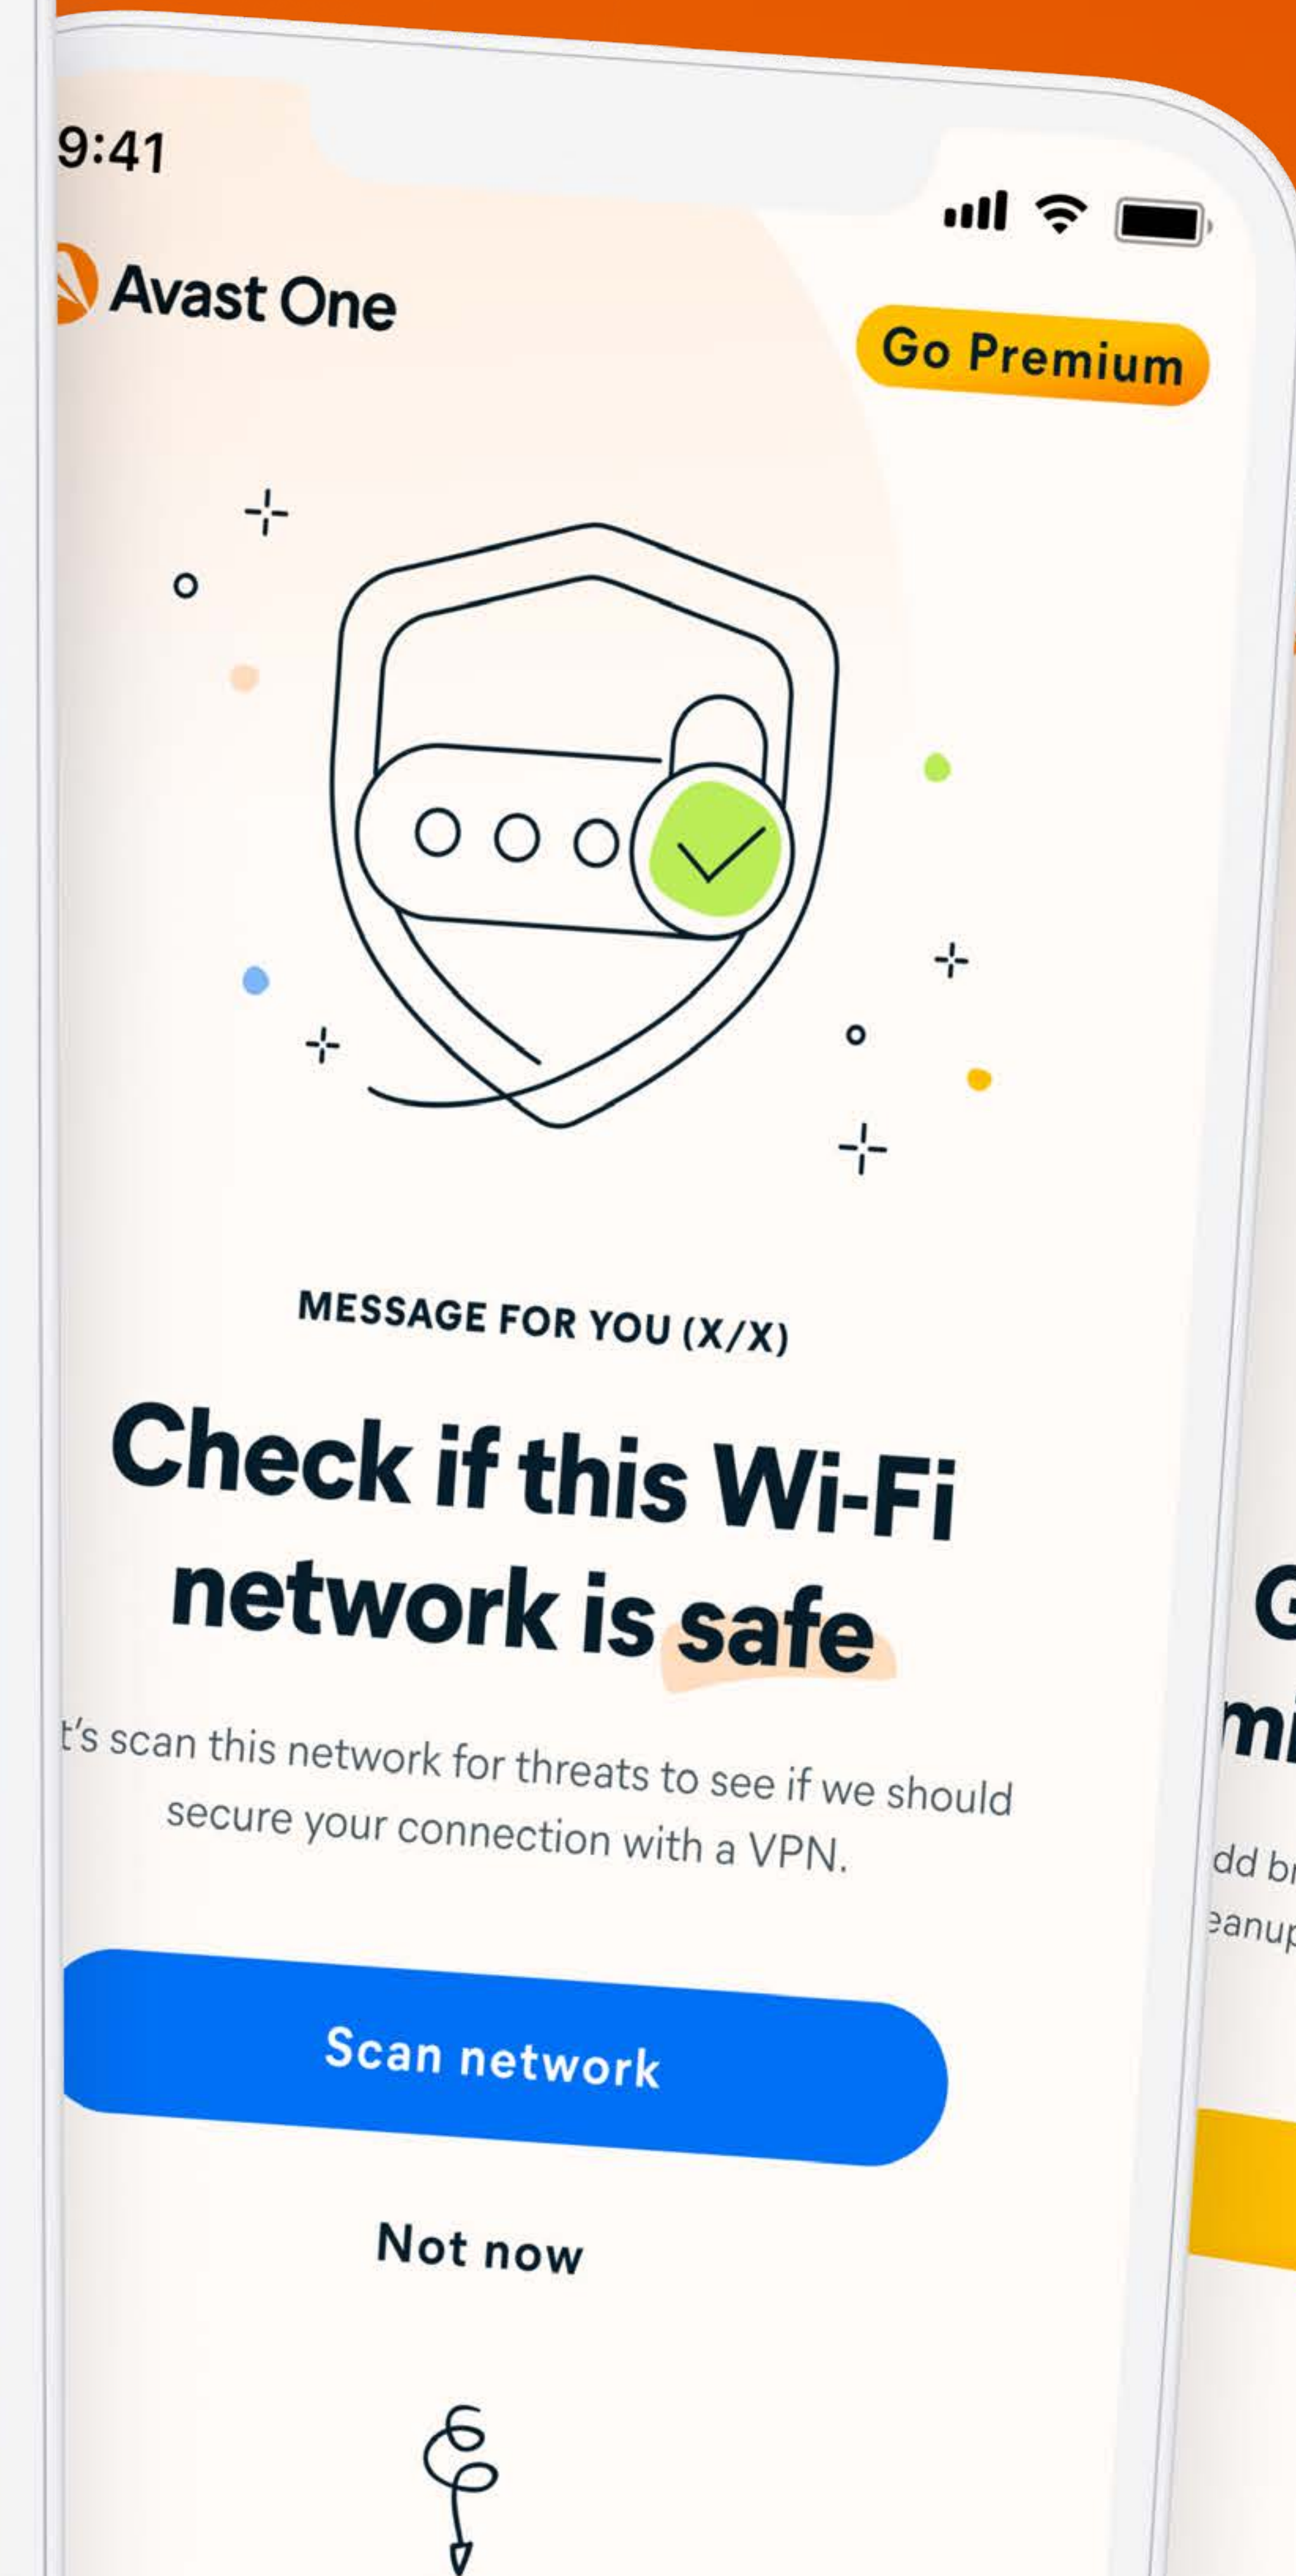 9:41
Avast One
Go Premium
MESSAGE FOR YOU (X/X)
Check if this Wi-Fi
network is safe
t's scan this network for threats to see if we should
secure your connection with a VPN.
Scan network
Not now